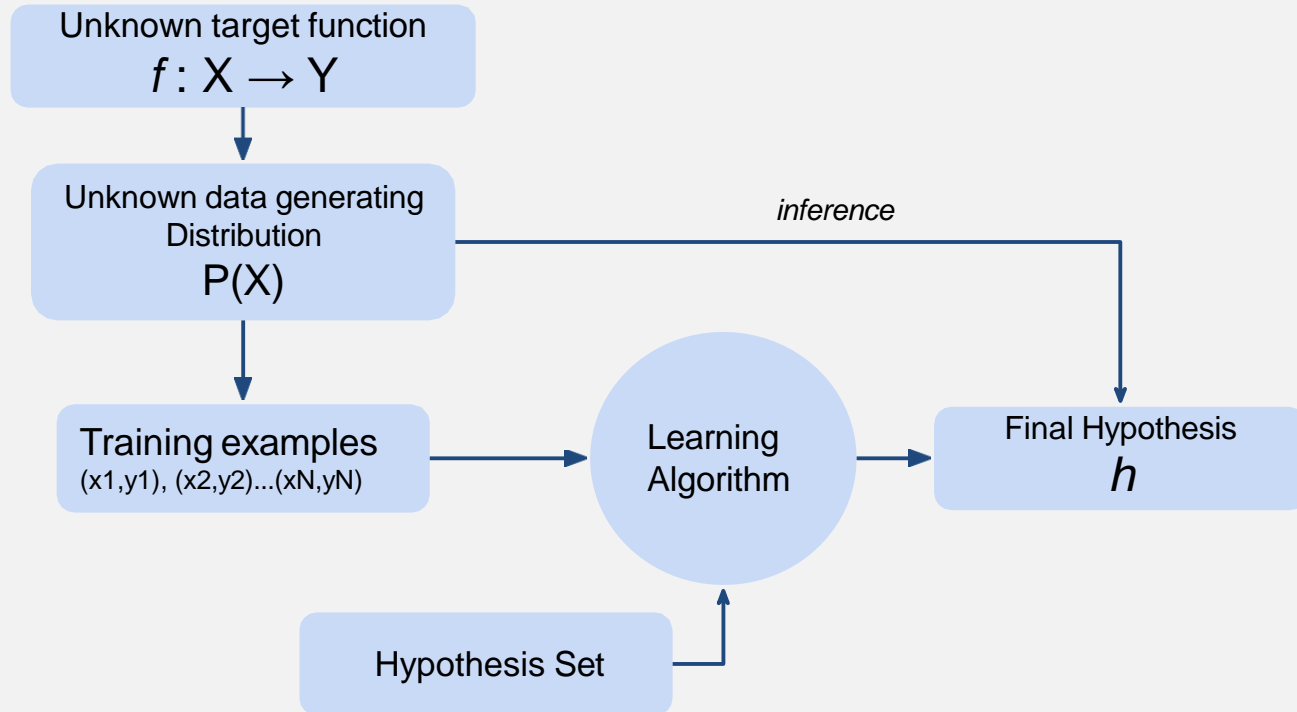 Unknown target function
f : X → Y
Unknown data generating
Distribution
P(X)
inference
Training examples
(x1,y1), (x2,y2)...(xN,yN)
Learning
Algorithm
Final Hypothesis
h
Hypothesis Set